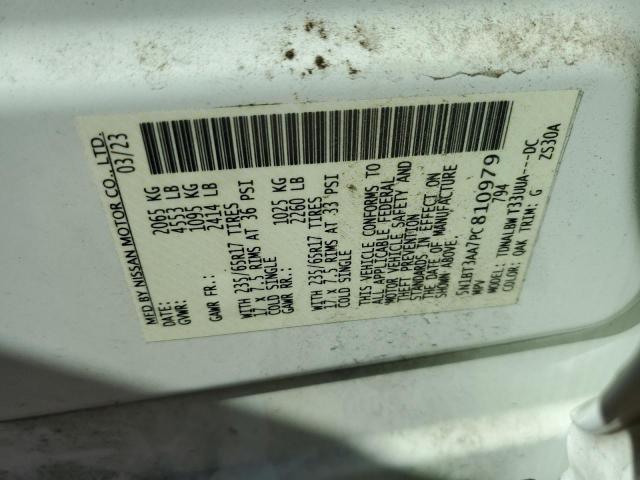 MFD BY NISSAN MOTOR CO., LTD.
DATE: 03/23
GVWR: 2065 KG
4553 LB
GAWR FR.: 1095 KG
2414 LB
WITH 235/65R17 TIRES
17 x 7.5 RIMS AT 36 PSI
COLD SINGLE
GAWR RR.: 1025 KG
2260 LB
WITH 235/65R17 TIRES
17 x 7.5 RIMS AT 33 PSI
COLD SINGLE
THIS VEHICLE CONFORMS TO
ALL APPLICABLE FEDERAL
MOTOR VEHICLE SAFETY AND
THEFT PREVENTION
STANDARDS IN EFFECT ON
THE DATE OF MANUFACTURE
SHOWN ABOVE.
5N1BT3AA7PC810979
MPV 794
MODEL: TDNALBW T33UUA---DC
COLOR: QAK TRIM: G ZS30A